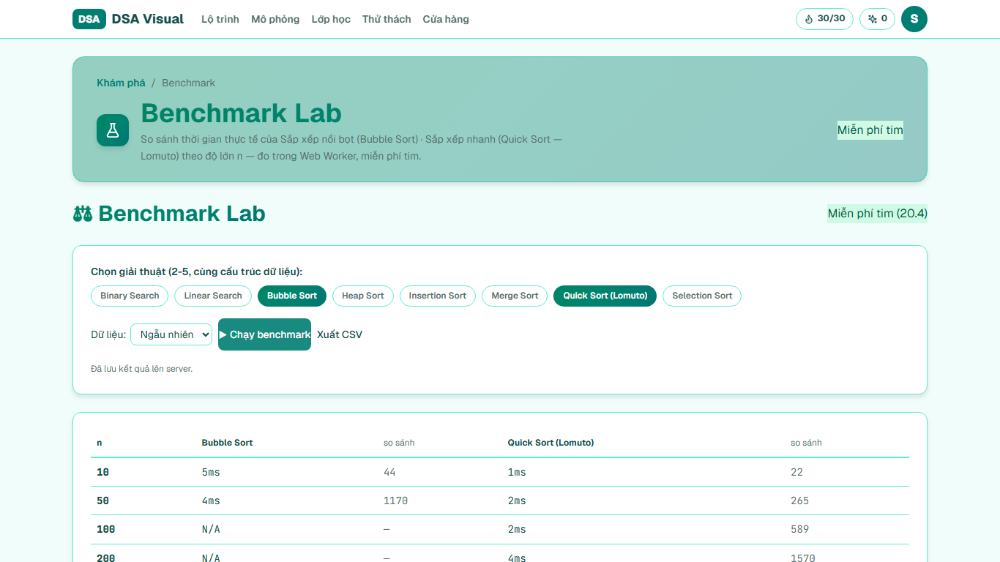 DSA DSA Visual Lộ trình Mô phỏng Lớp học Thử thách Cửa hàng 30/30 0 S
Khám phá / Benchmark
Benchmark Lab
So sánh thời gian thực tế của Sắp xếp nổi bọt (Bubble Sort) · Sắp xếp nhanh (Quick Sort —
Lomuto) theo độ lớn n — đo trong Web Worker, miễn phí tim.
Miễn phí tim
Benchmark Lab
Miễn phí tim (20.4)
Chọn giải thuật (2-5, cùng cấu trúc dữ liệu):
Binary Search Linear Search Bubble Sort Heap Sort Insertion Sort Merge Sort Quick Sort (Lomuto) Selection Sort
Dữ liệu: Ngẫu nhiên ▶ Chạy benchmark Xuất CSV
Đã lưu kết quả lên server.
n Bubble Sort so sánh Quick Sort (Lomuto) so sánh
10 5ms 44 1ms 22
50 4ms 1170 2ms 265
100 N/A — 2ms 589
200 N/A — 4ms 1570